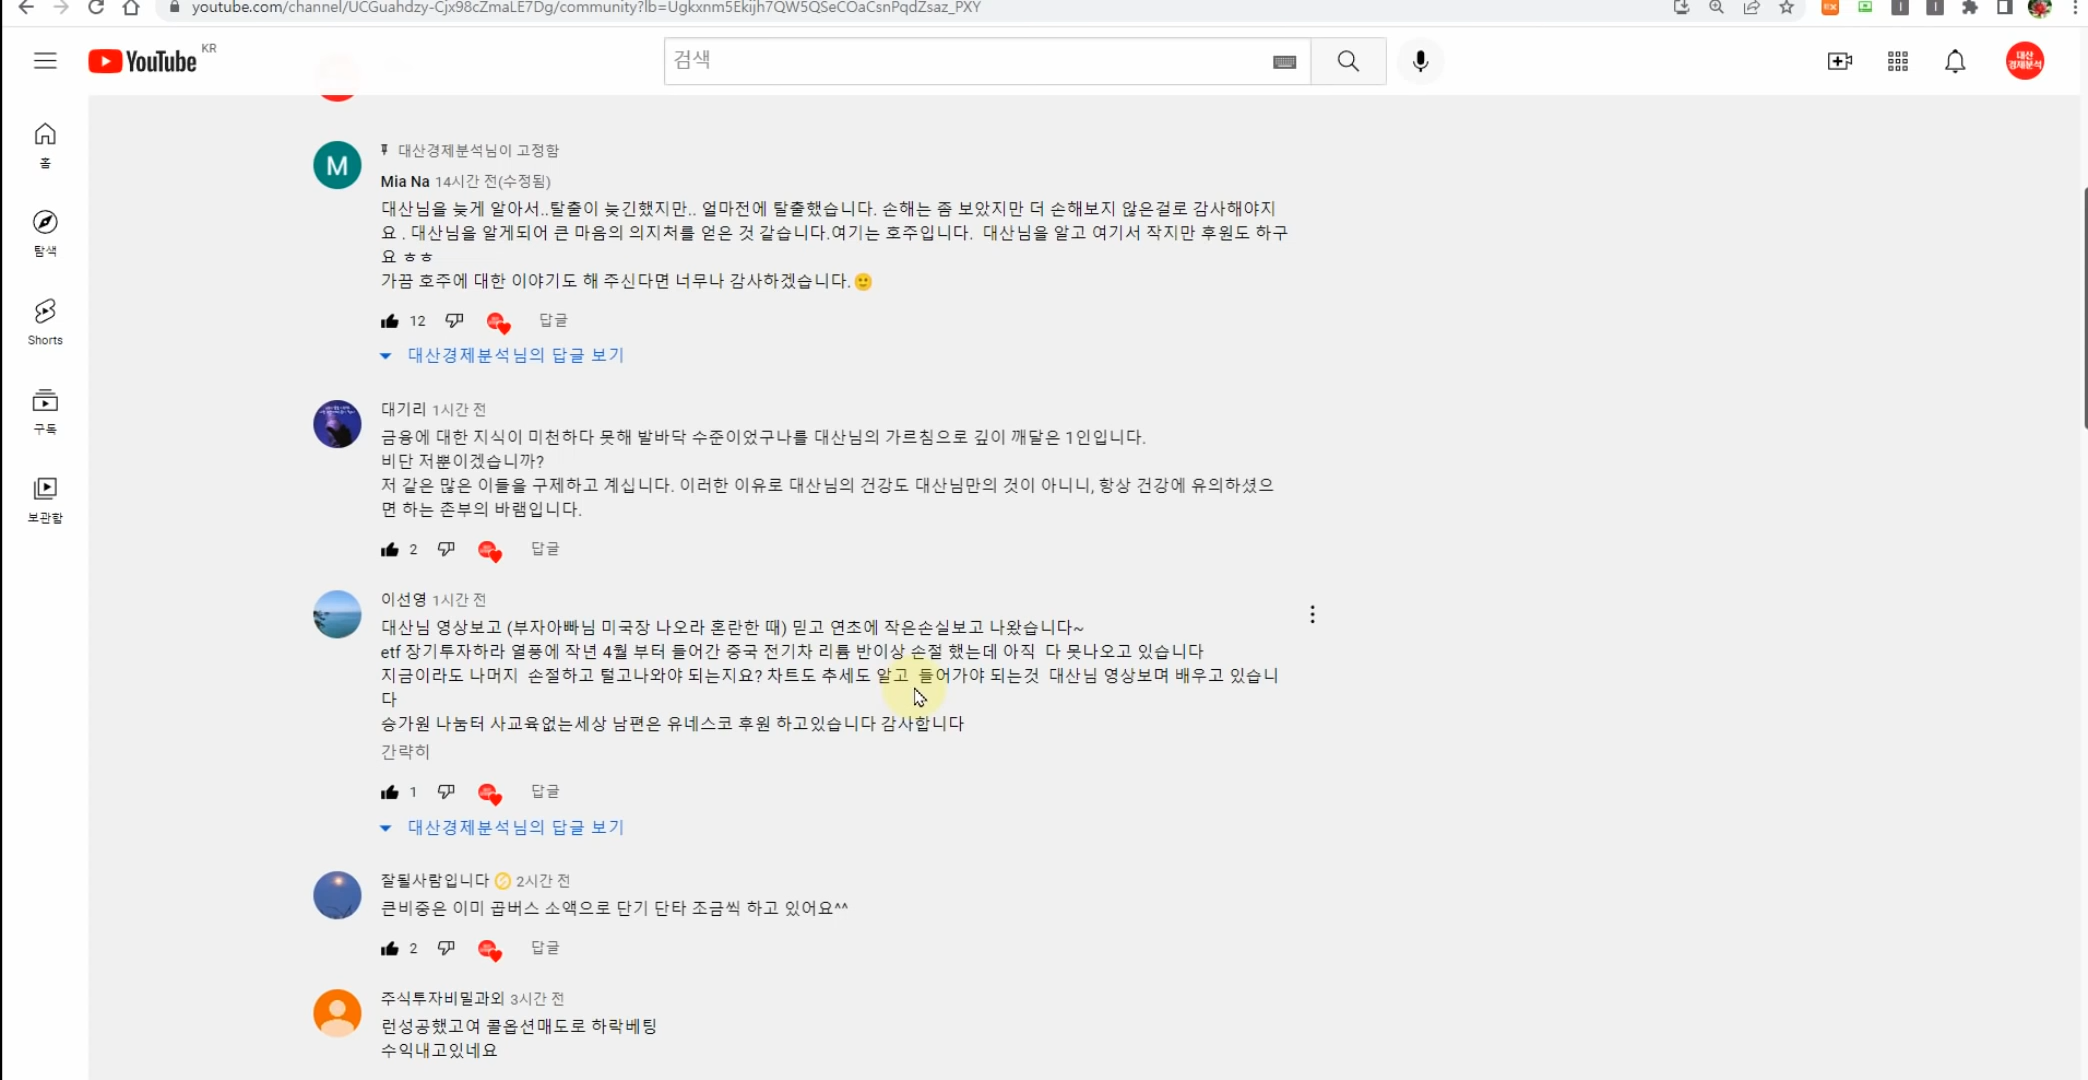 youtube.com/channel/UCGuahdzy-Cjx98cZmaLE7Dg/community?lb=Ugkxnm5Ekijh7QW5QSeCOaCsnPqdZsaz_PXY
YouTube KR
검색
대산
경제분석
홈
탐색
Shorts
구독
보관함
대산경제분석님이 고정함
M
Mia Na 14시간 전(수정됨)
대산님을 늦게 알아서..탈출이 늦긴했지만.. 얼마전에 탈출했습니다. 손해는 좀 보았지만 더 손해보지 않은걸로 감사해야지
요 . 대산님을 알게되어 큰 마음의 의지처를 얻은 것 같습니다.여기는 호주입니다. 대산님을 알고 여기서 작지만 후원도 하구
요 ㅎㅎ
가끔 호주에 대한 이야기도 해 주신다면 너무나 감사하겠습니다.🙂
12 답글
대산경제분석님의 답글 보기
대기리 1시간 전
금융에 대한 지식이 미천하다 못해 발바닥 수준이었구나를 대산님의 가르침으로 깊이 깨달은 1인입니다.
비단 저뿐이겠습니까?
저 같은 많은 이들을 구제하고 계십니다. 이러한 이유로 대산님의 건강도 대산님만의 것이 아니니, 항상 건강에 유의하셨으
면 하는 촌부의 바램입니다.
2 답글
이선영 1시간 전
대산님 영상보고 (부자아빠님 미국장 나오라 혼란한 때) 믿고 연초에 작은손실보고 나왔습니다~
etf 장기투자하라 열풍에 작년 4월 부터 들어간 중국 전기차 리튬 반이상 손절 했는데 아직 다 못나오고 있습니다
지금이라도 나머지 손절하고 털고나와야 되는지요? 차트도 추세도 알고 들어가야 되는것 대산님 영상보며 배우고 있습니
다
승가원 나눔터 사교육없는세상 남편은 유네스코 후원 하고있습니다 감사합니다
간략히
1 답글
대산경제분석님의 답글 보기
잘될사람입니다 2시간 전
큰비중은 이미 곱버스 소액으로 단기 단타 조금씩 하고 있어요^^
2 답글
주식투자비밀과외 3시간 전
런성공했고여 콜옵션매도로 하락베팅
수익내고있네요